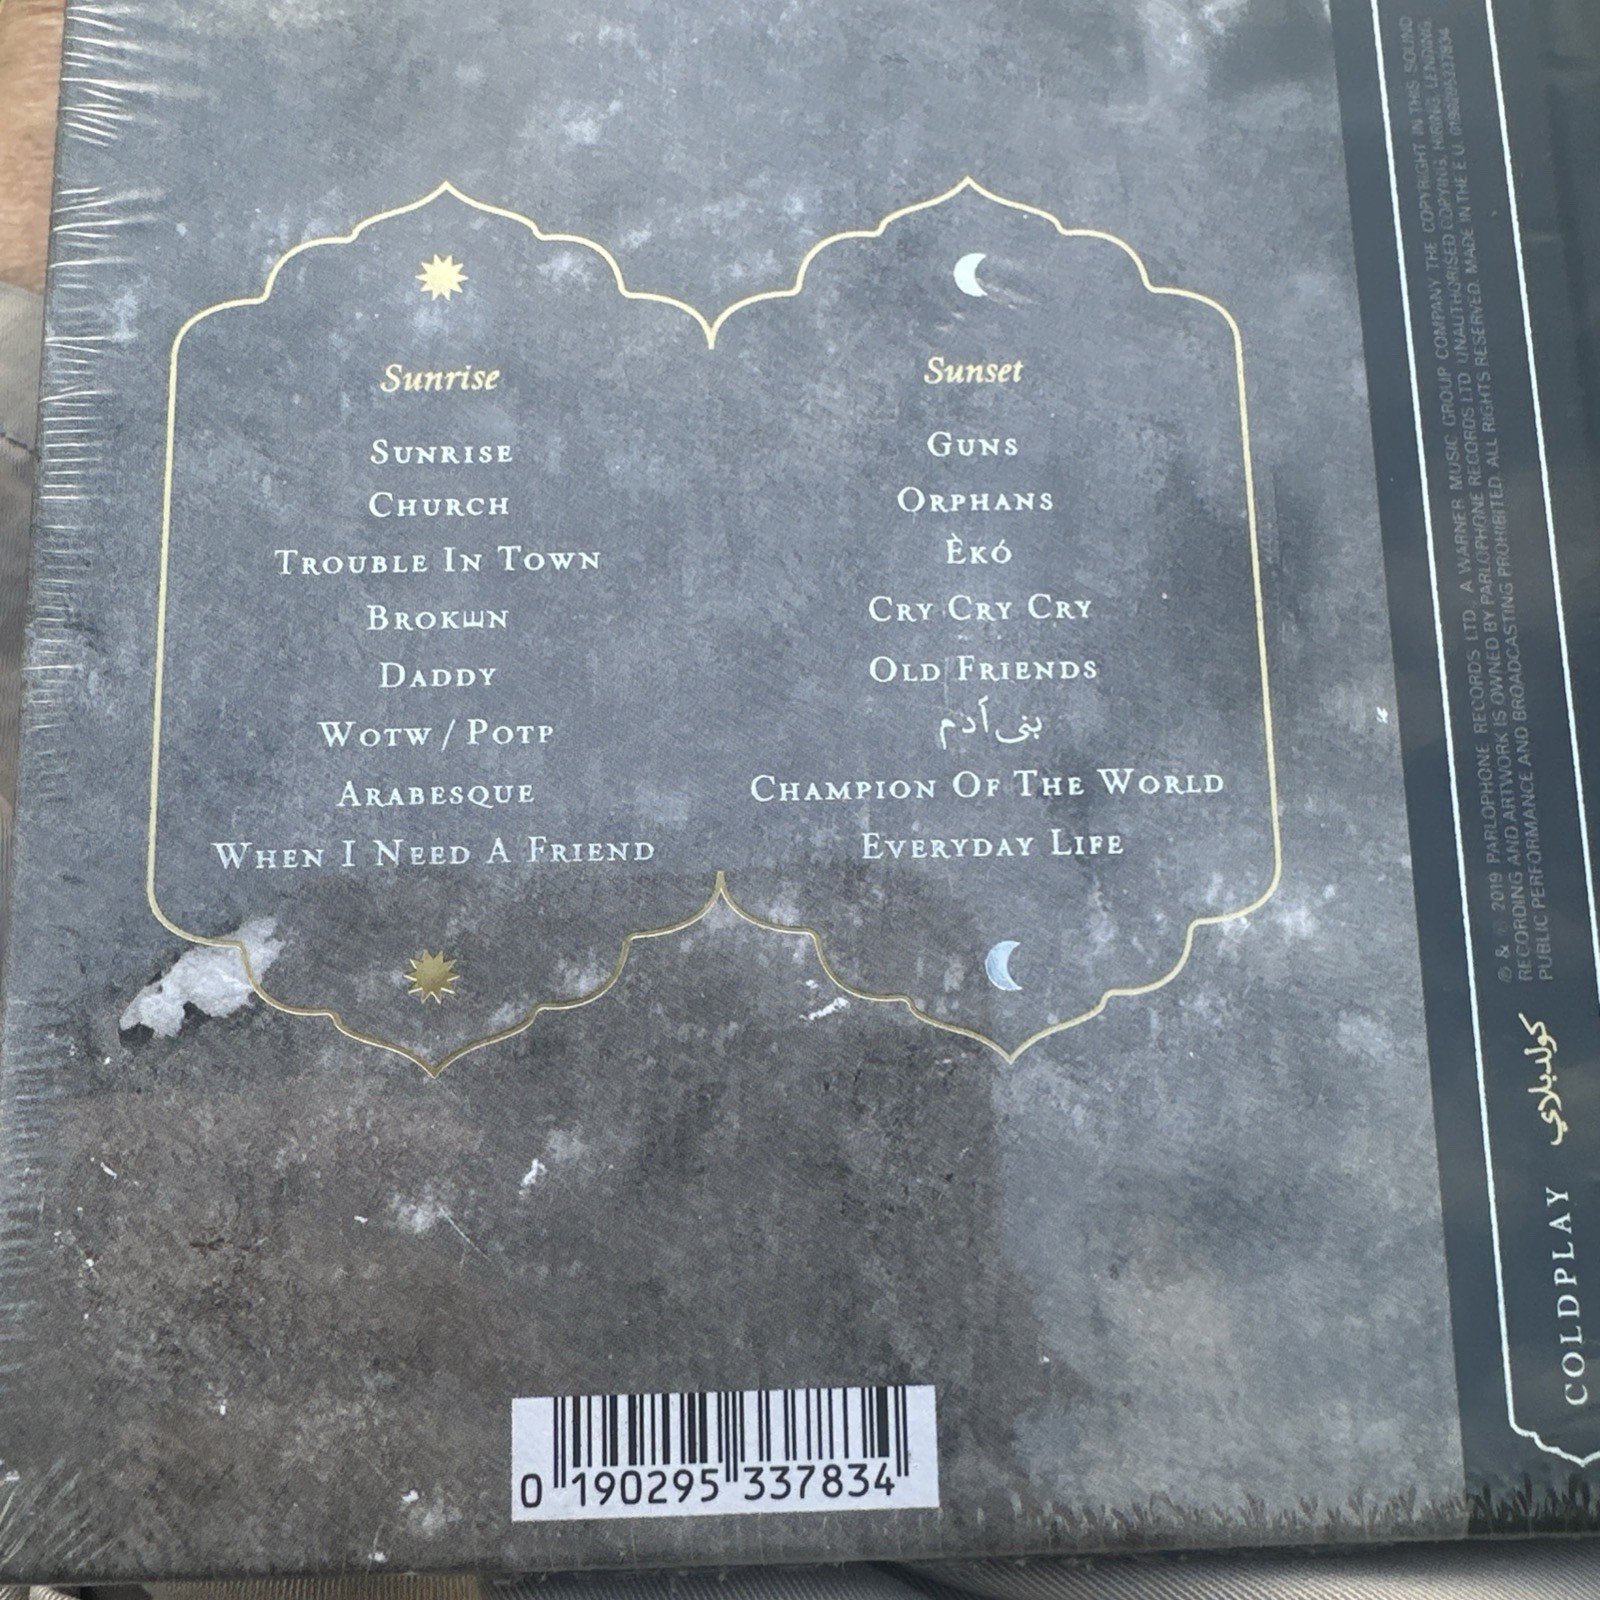 Sunrise
SUNRISE
CHURCH
TROUBLE IN TOWN
BROKƎN
DADDY
WOTW / POTP
ARABESQUE
WHEN I NEED A FRIEND
Sunset
GUNS
ORPHANS
ÈKÓ
CRY CRY CRY
OLD FRIENDS
بنی آدم
CHAMPION OF THE WORLD
EVERYDAY LIFE
0 190295 337834
℗ & © 2019 PARLOPHONE RECORDS LTD. A WARNER MUSIC GROUP COMPANY. THE COPYRIGHT IN THIS SOUND
RECORDING AND ARTWORK IS OWNED BY PARLOPHONE RECORDS LTD. UNAUTHORISED COPYING, HIRING, LENDING,
PUBLIC PERFORMANCE AND BROADCASTING PROHIBITED. ALL RIGHTS RESERVED. MADE IN THE E.U. 0190295337834
COLDPLAY كولدبلاي